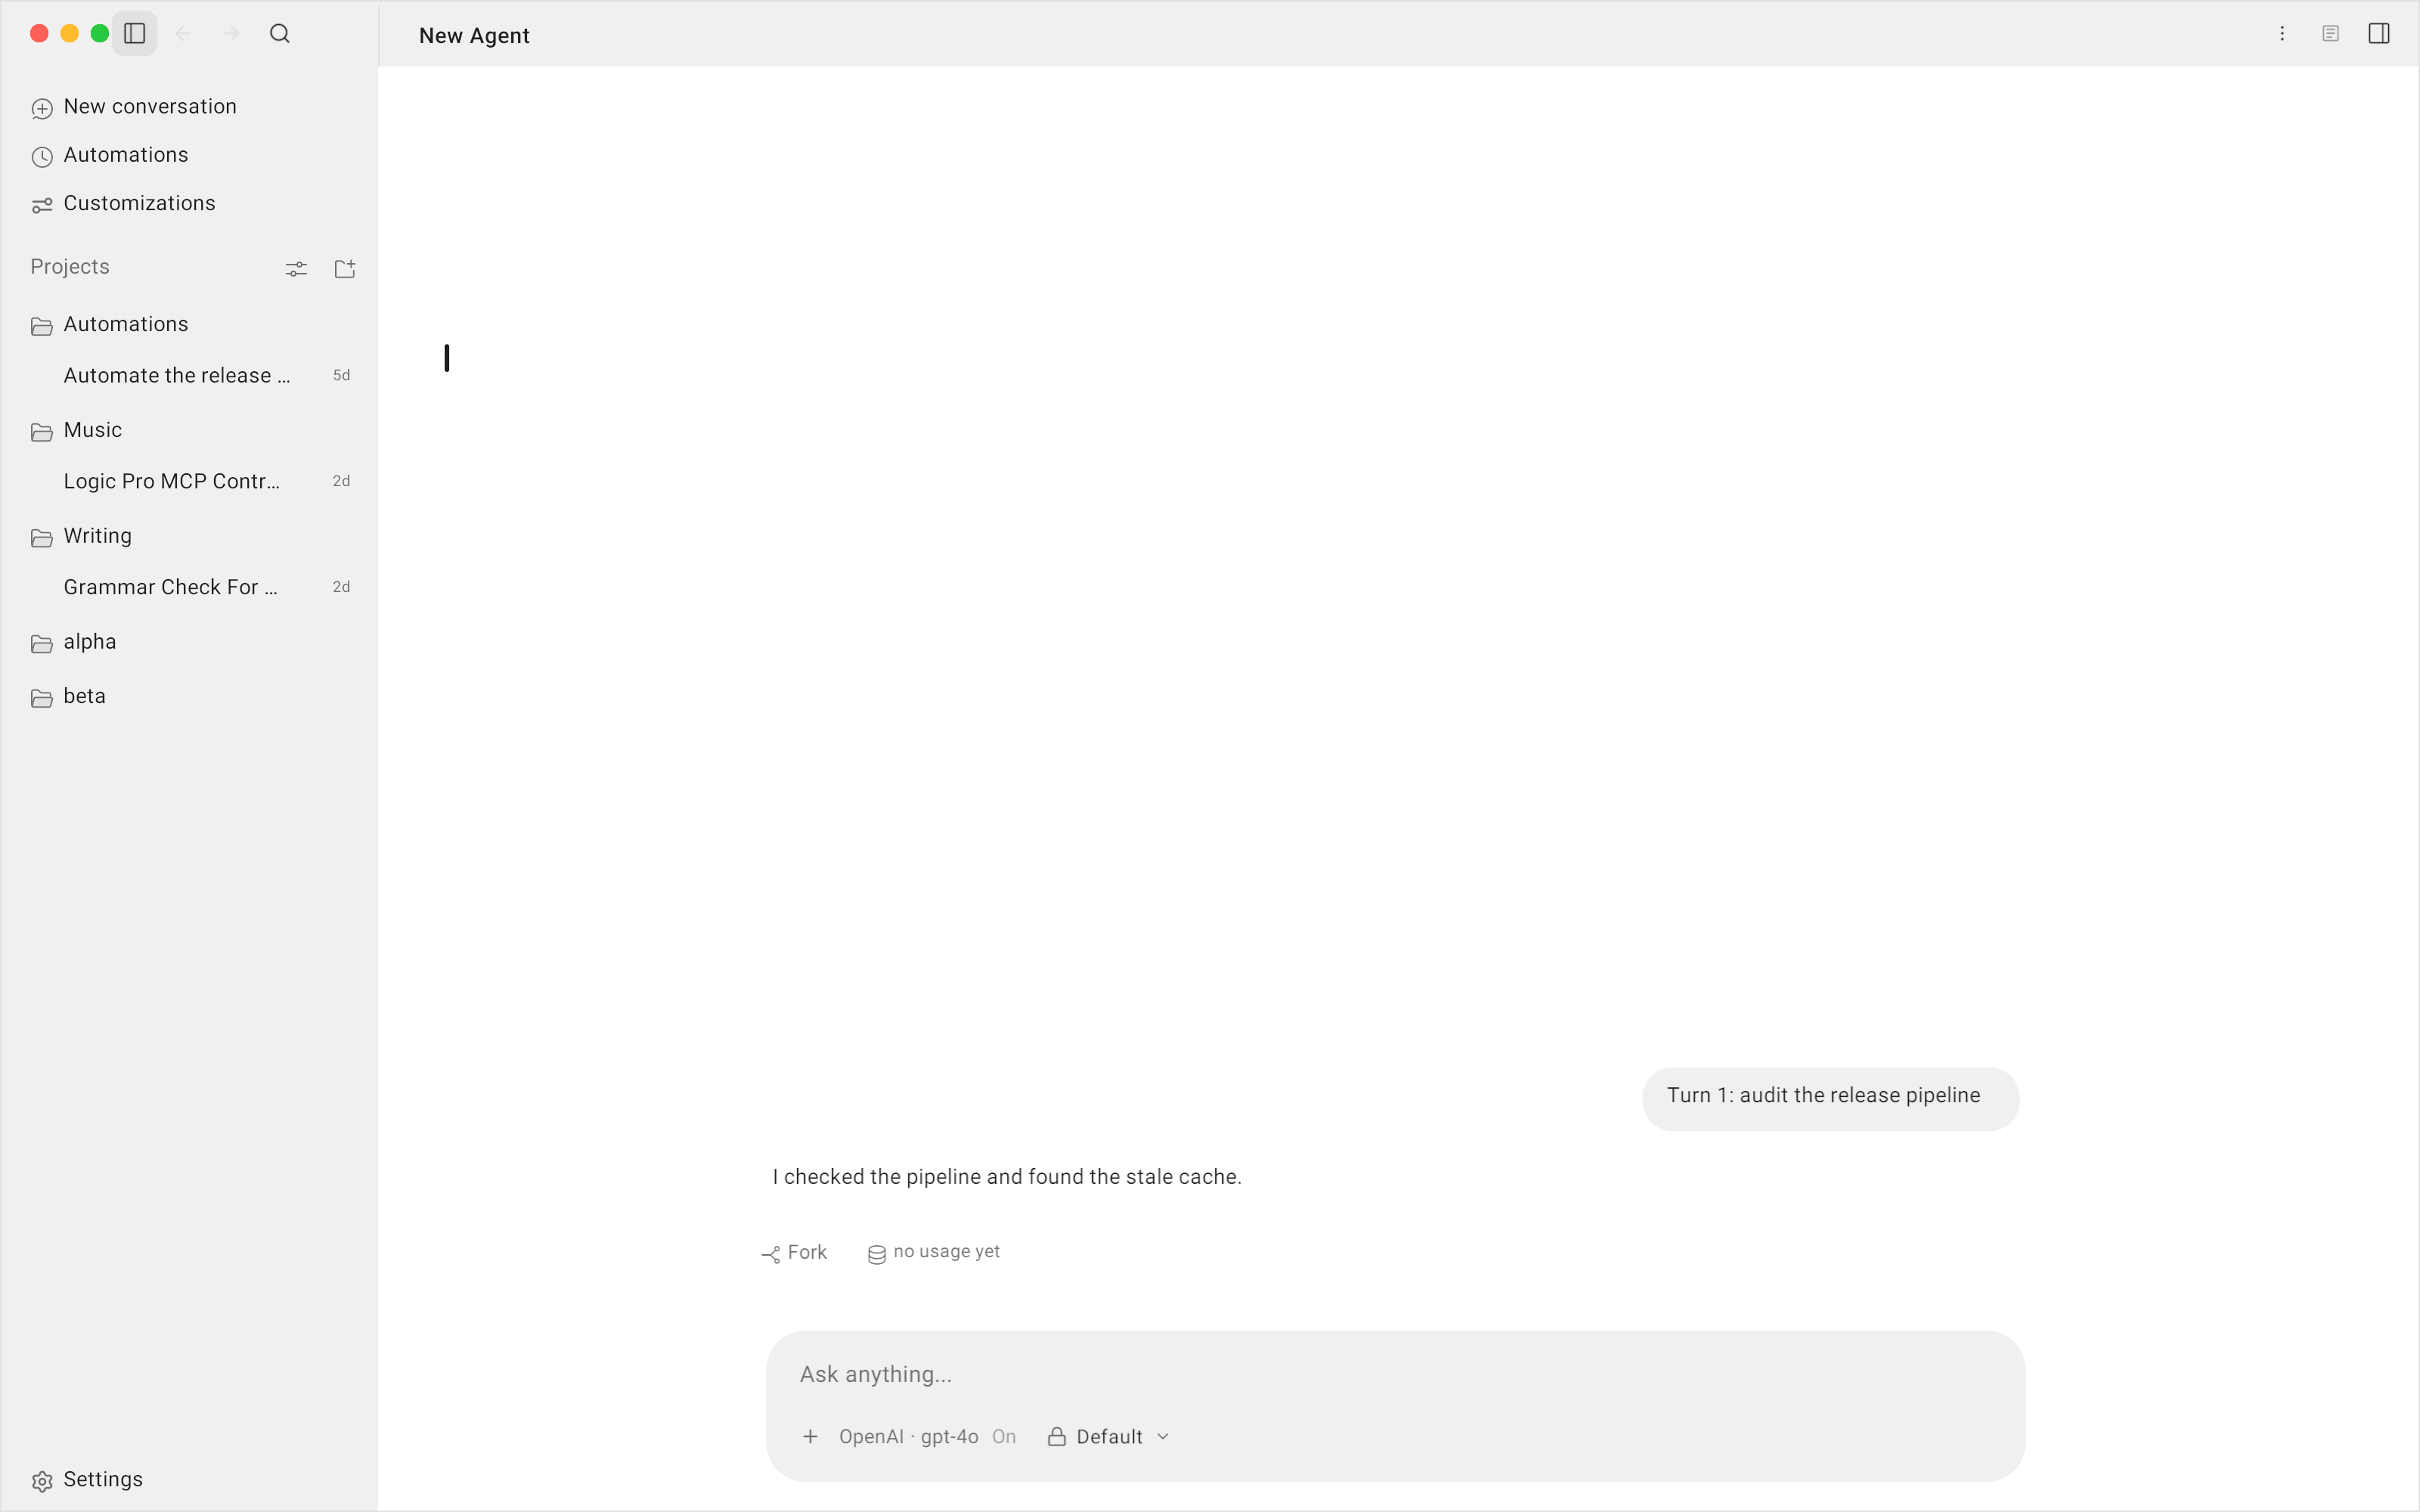 New Agent
New conversation
Automations
Customizations
Projects
Automations
Automate the release ... 5d
Music
Logic Pro MCP Contr... 2d
Writing
Grammar Check For ... 2d
alpha
beta
Settings
Turn 1: audit the release pipeline
I checked the pipeline and found the stale cache.
Fork no usage yet
Ask anything...
OpenAI · gpt-4o On Default